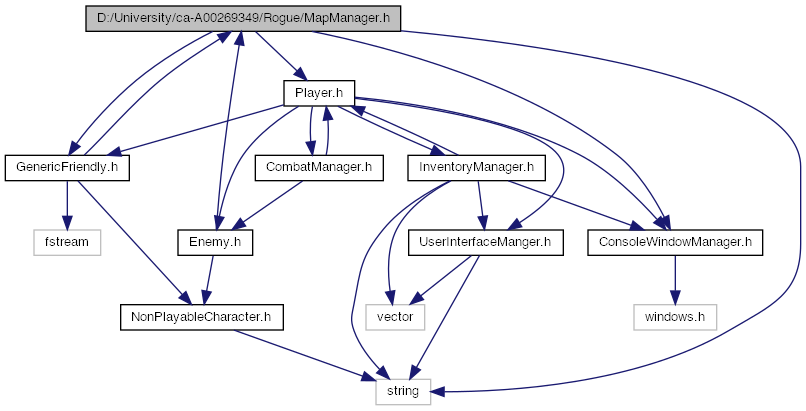 D:/University/ca-A00269349/Rogue/MapManager.h
Player.h
GenericFriendly.h
CombatManager.h
InventoryManager.h
fstream
Enemy.h
UserInterfaceManger.h
ConsoleWindowManager.h
NonPlayableCharacter.h
vector
windows.h
string